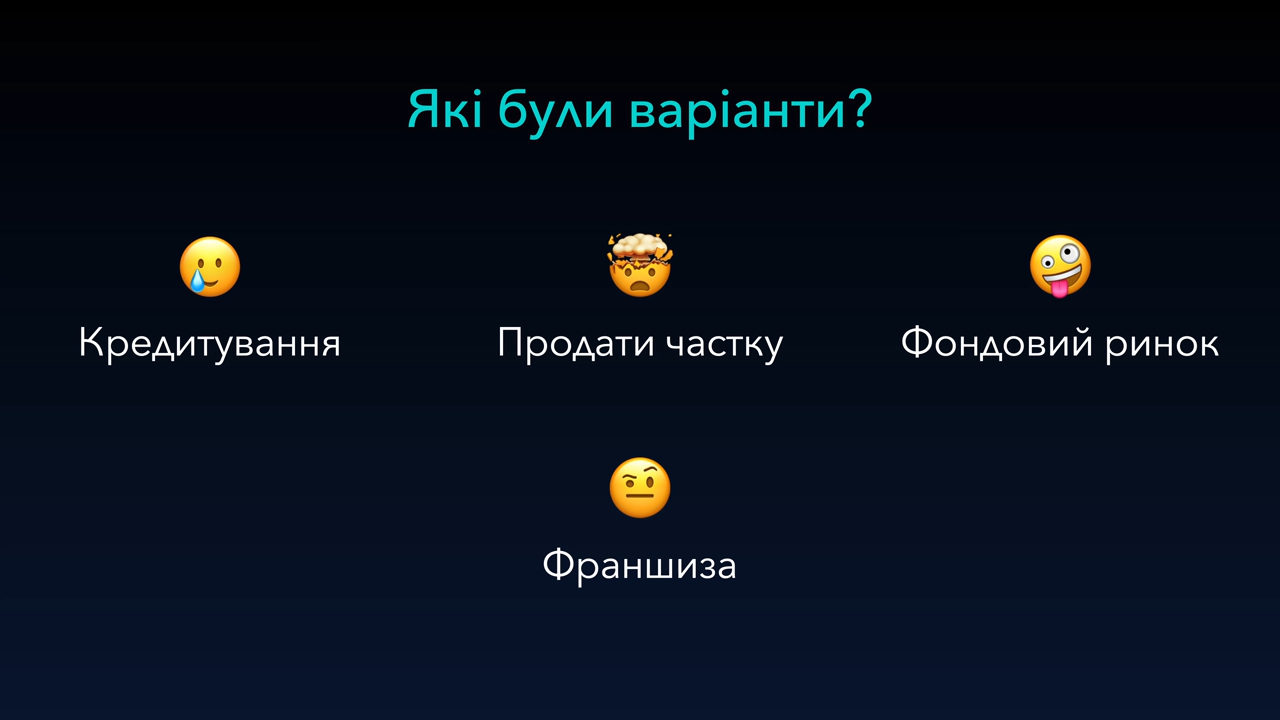 Які були варіанти?
Кредитування
Продати частку
Фондовий ринок
Франшиза